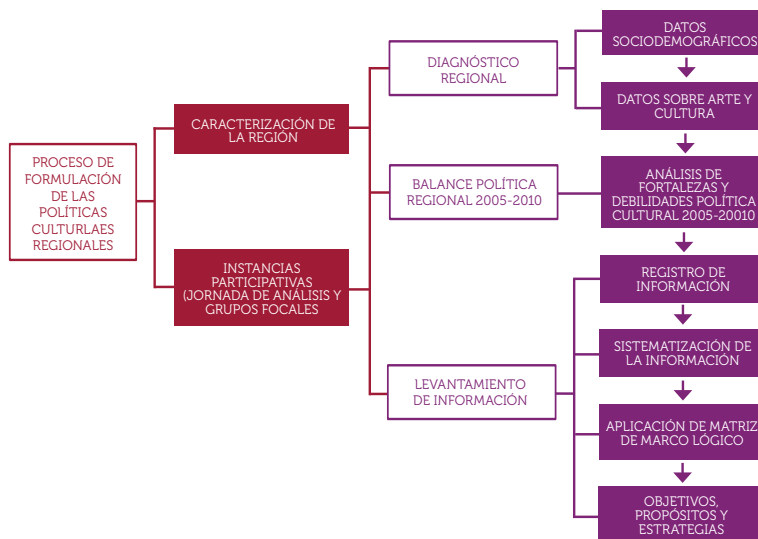 PROCESO DE
FORMULACIÓN
DE LAS
POLÍTICAS
CULTURLAES
REGIONALES
CARACTERIZACIÓN DE
LA REGIÓN
INSTANCIAS
PARTICIPATIVAS
(JORNADA DE ANÁLISIS Y
GRUPOS FOCALES
DIAGNÓSTICO
REGIONAL
BALANCE POLÍTICA
REGIONAL 2005-2010
LEVANTAMIENTO
DE INFORMACIÓN
DATOS
SOCIODEMOGRÁFICOS
DATOS SOBRE ARTE Y
CULTURA
ANÁLISIS DE
FORTALEZAS Y
DEBILIDADES POLÍTICA
CULTURAL 2005-20010
REGISTRO DE
INFORMACIÓN
SISTEMATIZACIÓN DE
LA INFORMACIÓN
APLICACIÓN DE MATRIZ
DE MARCO LÓGICO
OBJETIVOS,
PROPÓSITOS Y
ESTRATEGIAS